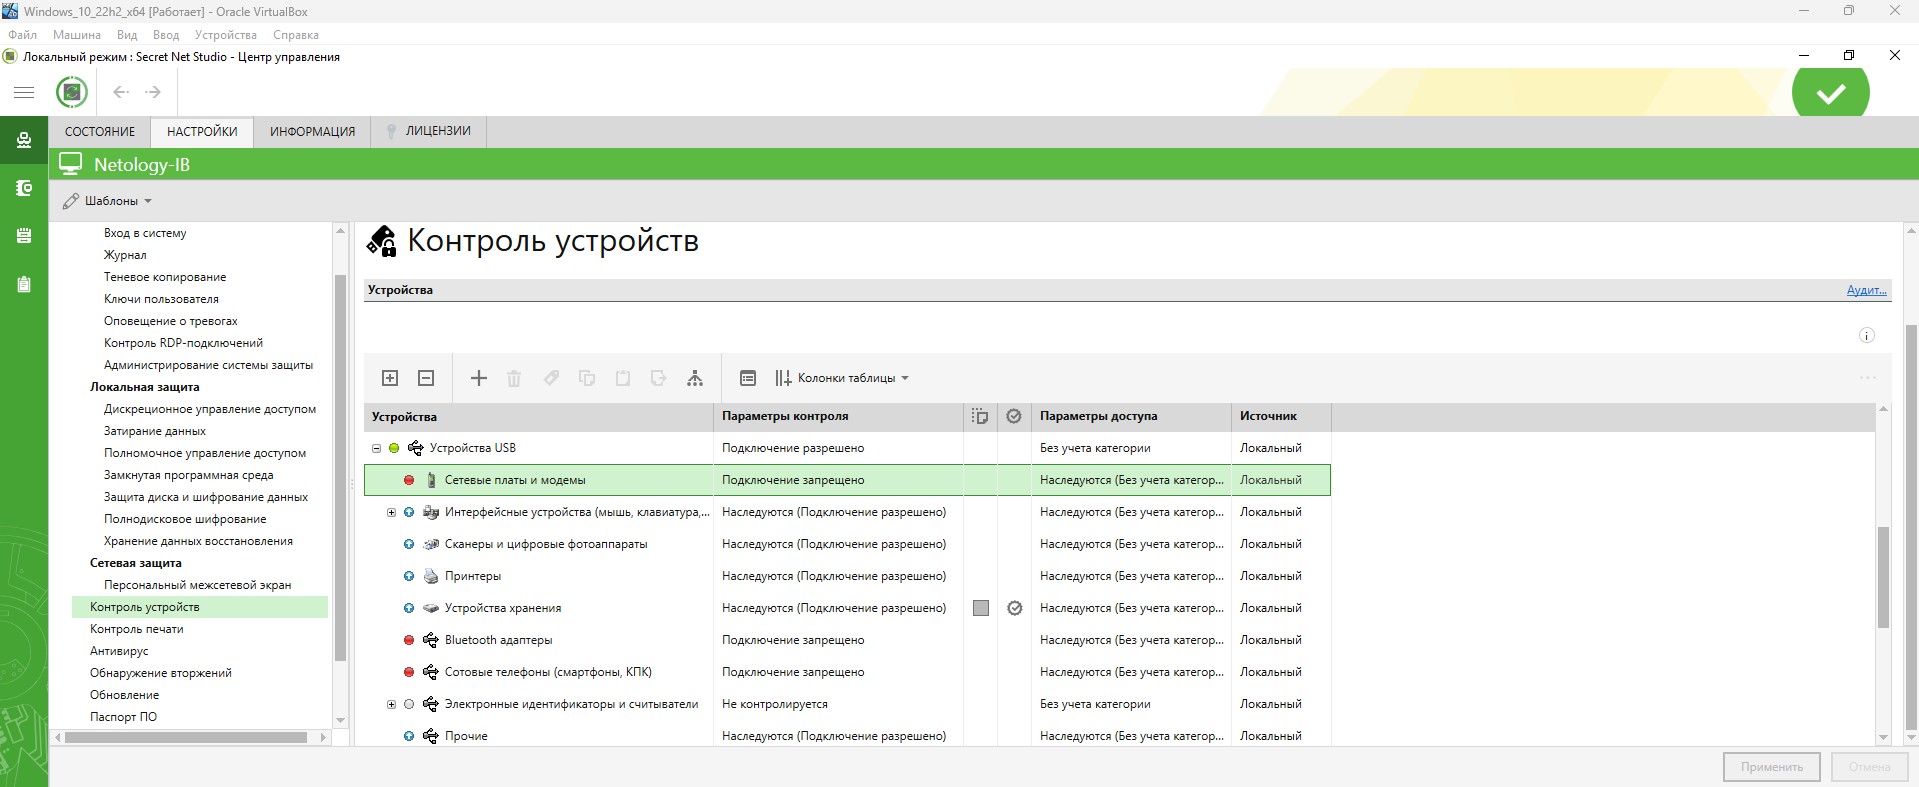 Windows_10_22h2_x64 [Работает] - Oracle VirtualBox
Файл Машина Вид Ввод Устройства Справка
Локальный режим : Secret Net Studio - Центр управления
СОСТОЯНИЕ НАСТРОЙКИ ИНФОРМАЦИЯ ЛИЦЕНЗИИ
Netology-IB
Шаблоны
Вход в систему
Журнал
Теневое копирование
Ключи пользователя
Оповещение о тревогах
Контроль RDP-подключений
Администрирование системы защиты
Локальная защита
Дискреционное управление доступом
Затирание данных
Полномочное управление доступом
Замкнутая программная среда
Защита диска и шифрование данных
Полнодисковое шифрование
Хранение данных восстановления
Сетевая защита
Персональный межсетевой экран
Контроль устройств
Контроль печати
Антивирус
Обнаружение вторжений
Обновление
Паспорт ПО
Контроль устройств
Устройства Аудит...
Колонки таблицы
Устройства Параметры контроля Параметры доступа Источник
Устройства USB Подключение разрешено Без учета категории Локальный
Сетевые платы и модемы Подключение запрещено Наследуются (Без учета категор... Локальный
Интерфейсные устройства (мышь, клавиатура,... Наследуются (Подключение разрешено) Наследуются (Без учета категор... Локальный
Сканеры и цифровые фотоаппараты Наследуются (Подключение разрешено) Наследуются (Без учета категор... Локальный
Принтеры Наследуются (Подключение разрешено) Наследуются (Без учета категор... Локальный
Устройства хранения Наследуются (Подключение разрешено) Наследуются (Без учета категор... Локальный
Bluetooth адаптеры Подключение запрещено Наследуются (Без учета категор... Локальный
Сотовые телефоны (смартфоны, КПК) Подключение запрещено Наследуются (Без учета категор... Локальный
Электронные идентификаторы и считыватели Не контролируется Без учета категории Локальный
Прочие Наследуются (Подключение разрешено) Наследуются (Без учета категор... Локальный
Применить Отмена